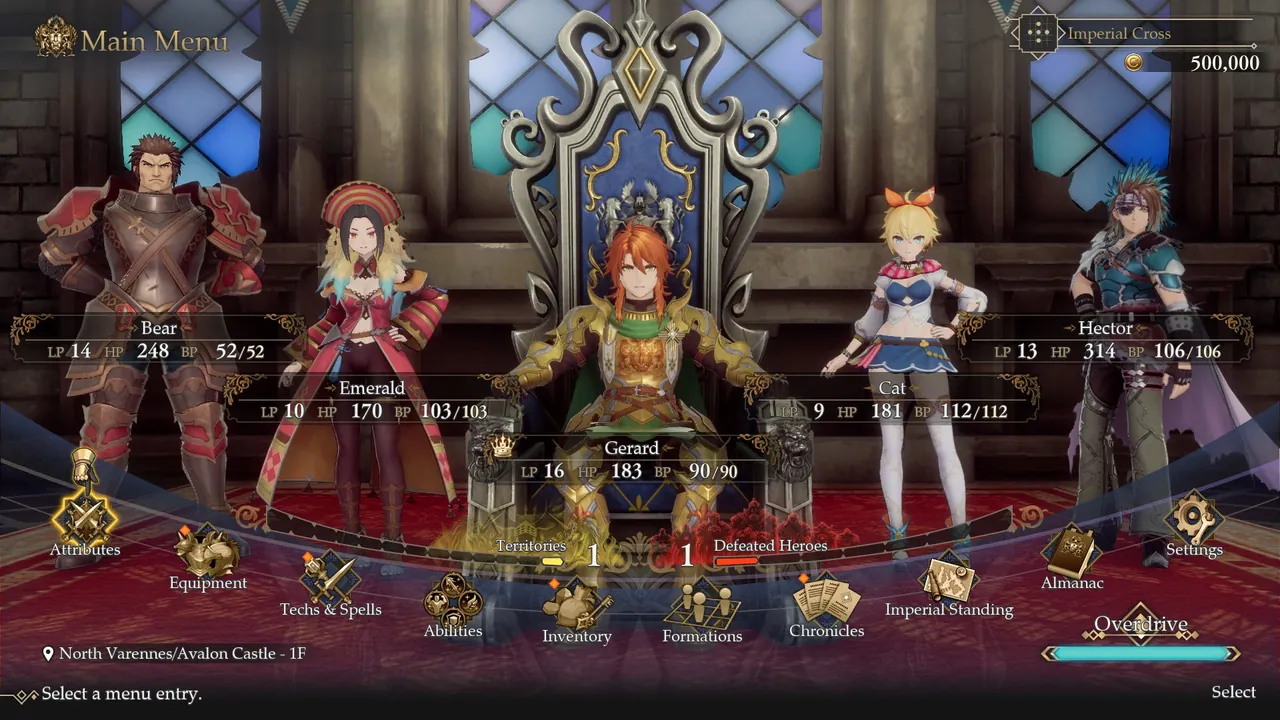 Main Menu
Imperial Cross
500,000
Bear
LP 14 HP 248 BP 52/52
Emerald
LP 10 HP 170 BP 103/103
Gerard
LP 16 HP 183 BP 90/90
Cat
LP 9 HP 181 BP 112/112
Hector
LP 13 HP 314 BP 106/106
Territories 1
1 Defeated Heroes
Attributes
Equipment
Techs & Spells
Abilities
Inventory
Formations
Chronicles
Imperial Standing
Almanac
Settings
Overdrive
North Varennes/Avalon Castle - 1F
Select a menu entry.
Select